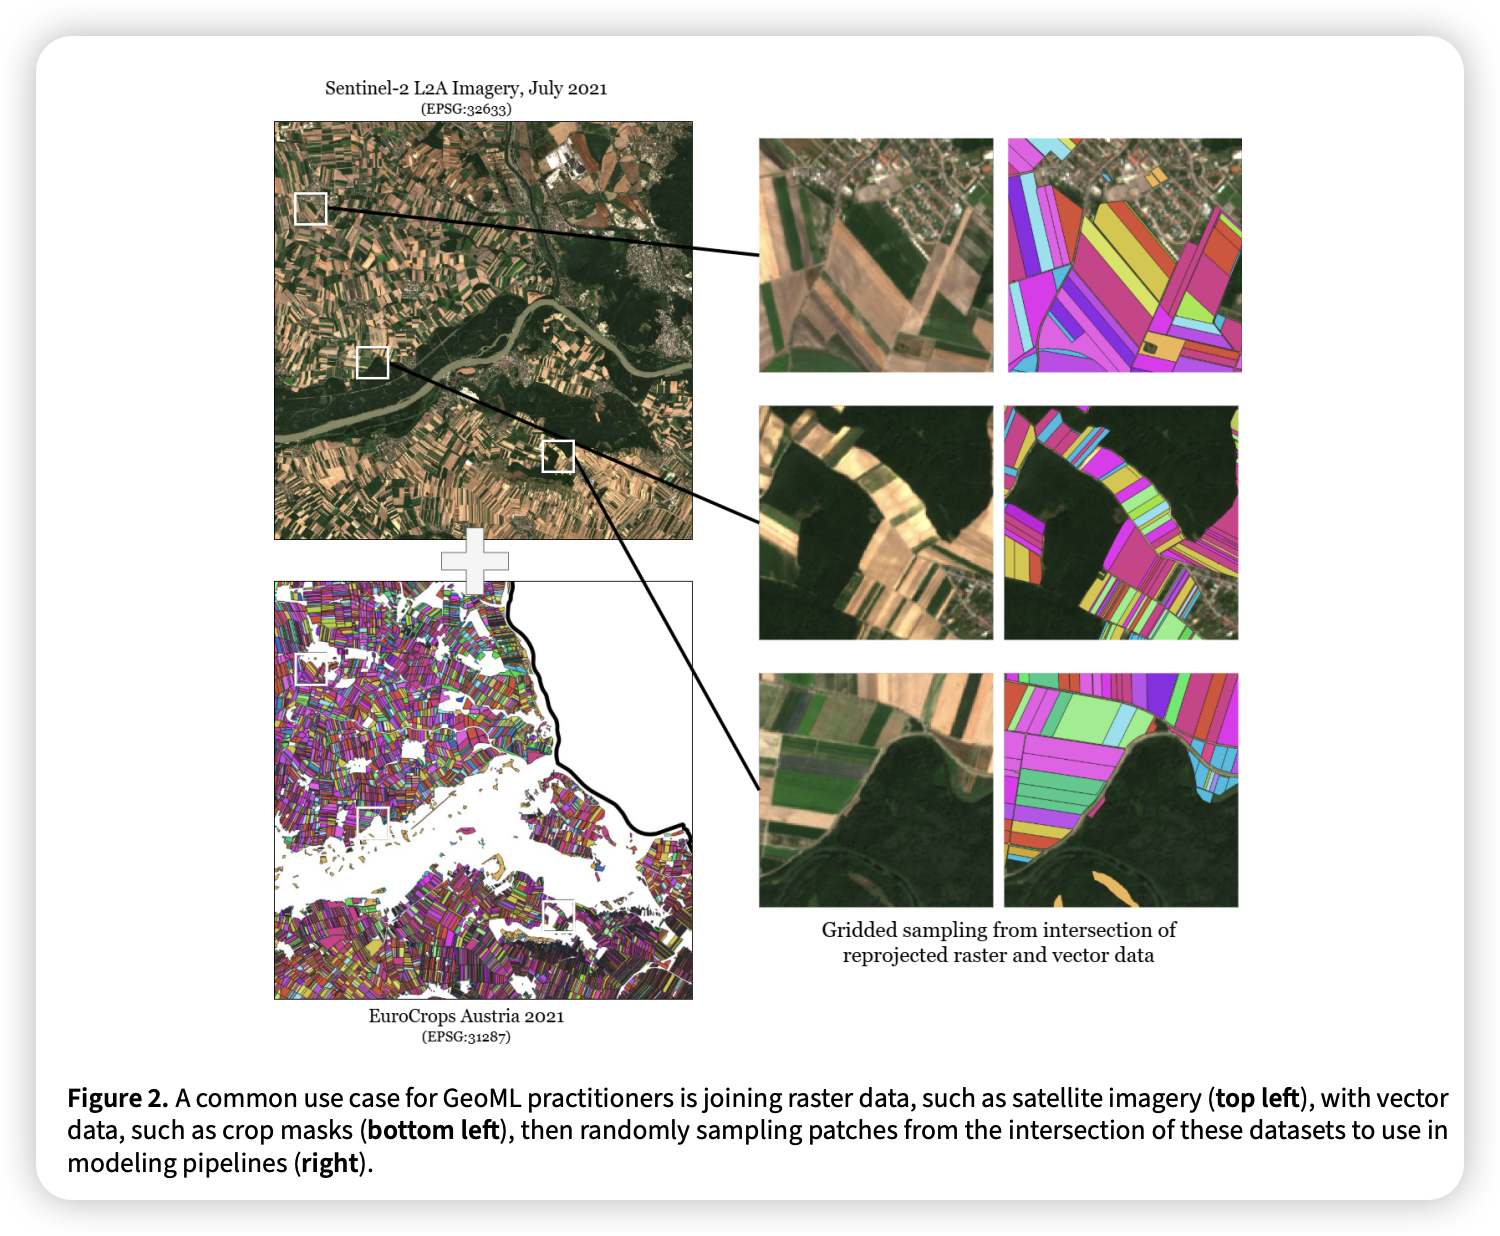 Sentinel-2 L2A Imagery, July 2021
(EPSG:32633)
EuroCrops Austria 2021
(EPSG:31287)
Gridded sampling from intersection of
reprojected raster and vector data
Figure 2. A common use case for GeoML practitioners is joining raster data, such as satellite imagery (top left), with vector
data, such as crop masks (bottom left), then randomly sampling patches from the intersection of these datasets to use in
modeling pipelines (right).